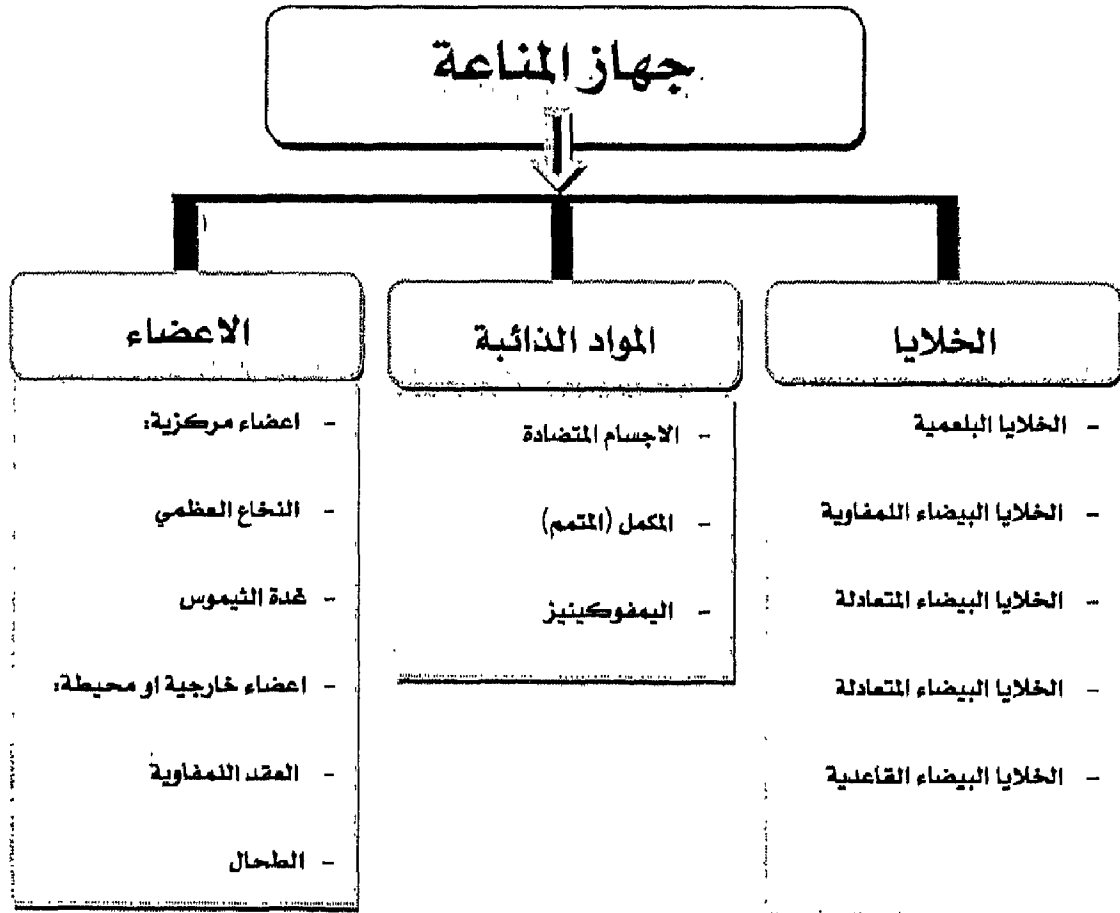 جهاز المناعة
الخلايا
- الخلايا البلعمية
- الخلايا البيضاء اللمفاوية
- الخلايا البيضاء المتعادلة
- الخلايا البيضاء المتعادلة
- الخلايا البيضاء القاعدية
المواد الذائبة
- الاجسام المتضادة
- المكمل (المتمم)
- اليمفوكينيز
الاعضاء
- اعضاء مركزية:
- النخاع العظمي
- غدة الثيموس
- اعضاء خارجية او محيطة:
- العقد اللمفاوية
- الطحال